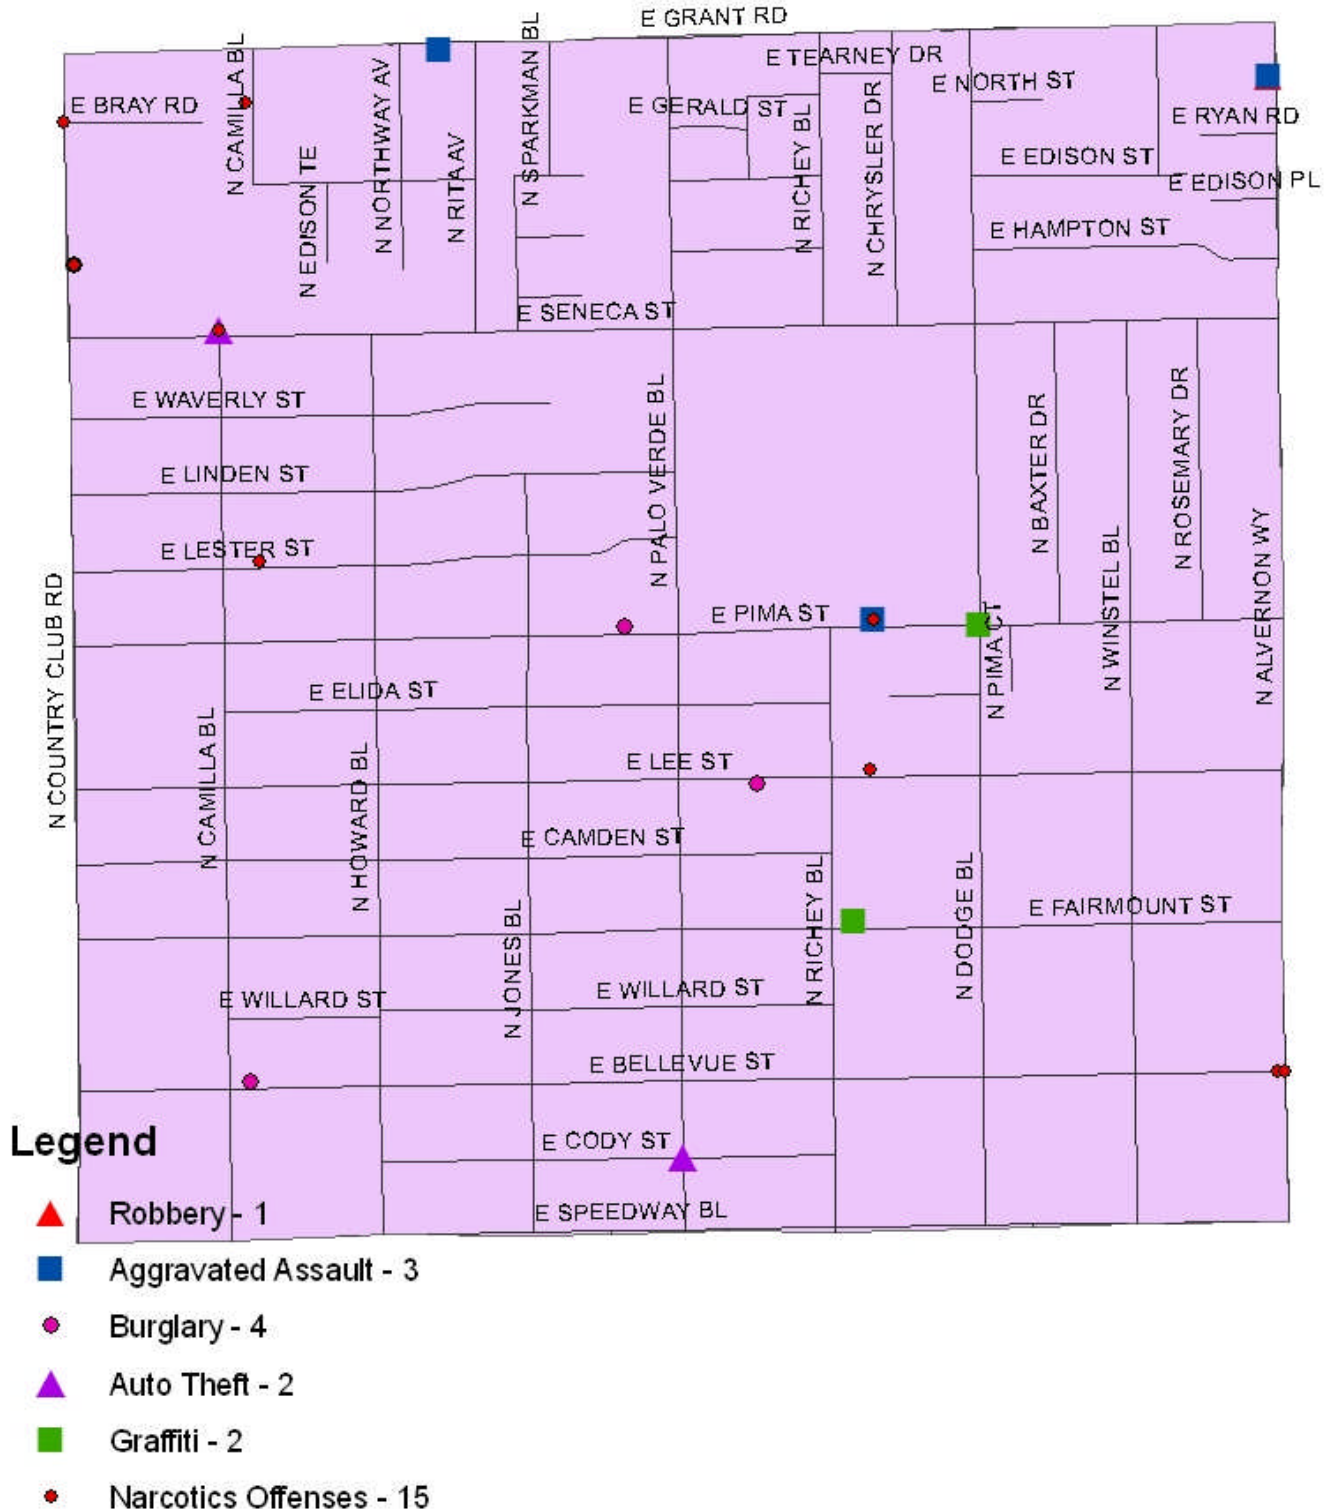 E GRANT RD
E TEARNEY DR
E NORTH ST
E BRAY RD
N CAMILLA BL
N NORTHWAY AV
N SPARKMAN BL
E GERALD ST
E RYAN RD
N EDISON TE
N RITA AV
N RICHEY BL
N CHRYSLER DR
E EDISON ST
E EDISON PL
E HAMPTON ST
E SENECA ST
E WAVERLY ST
N PALO VERDE BL
N BAXTER DR
N ROSEMARY DR
E LINDEN ST
E LESTER ST
N COUNTRY CLUB RD
E PIMA ST
N PIMA CT
N WINSTEL BL
N ALVERNON WY
E ELIDA ST
N CAMILLA BL
N HOWARD BL
E LEE ST
E CAMDEN ST
N JONES BL
N RICHEY BL
N DODGE BL
E FAIRMOUNT ST
E WILLARD ST
E WILLARD ST
E BELLEVUE ST
E CODY ST
E SPEEDWAY BL
Legend
Robbery - 1
Aggravated Assault - 3
Burglary - 4
Auto Theft - 2
Graffiti - 2
Narcotics Offenses - 15